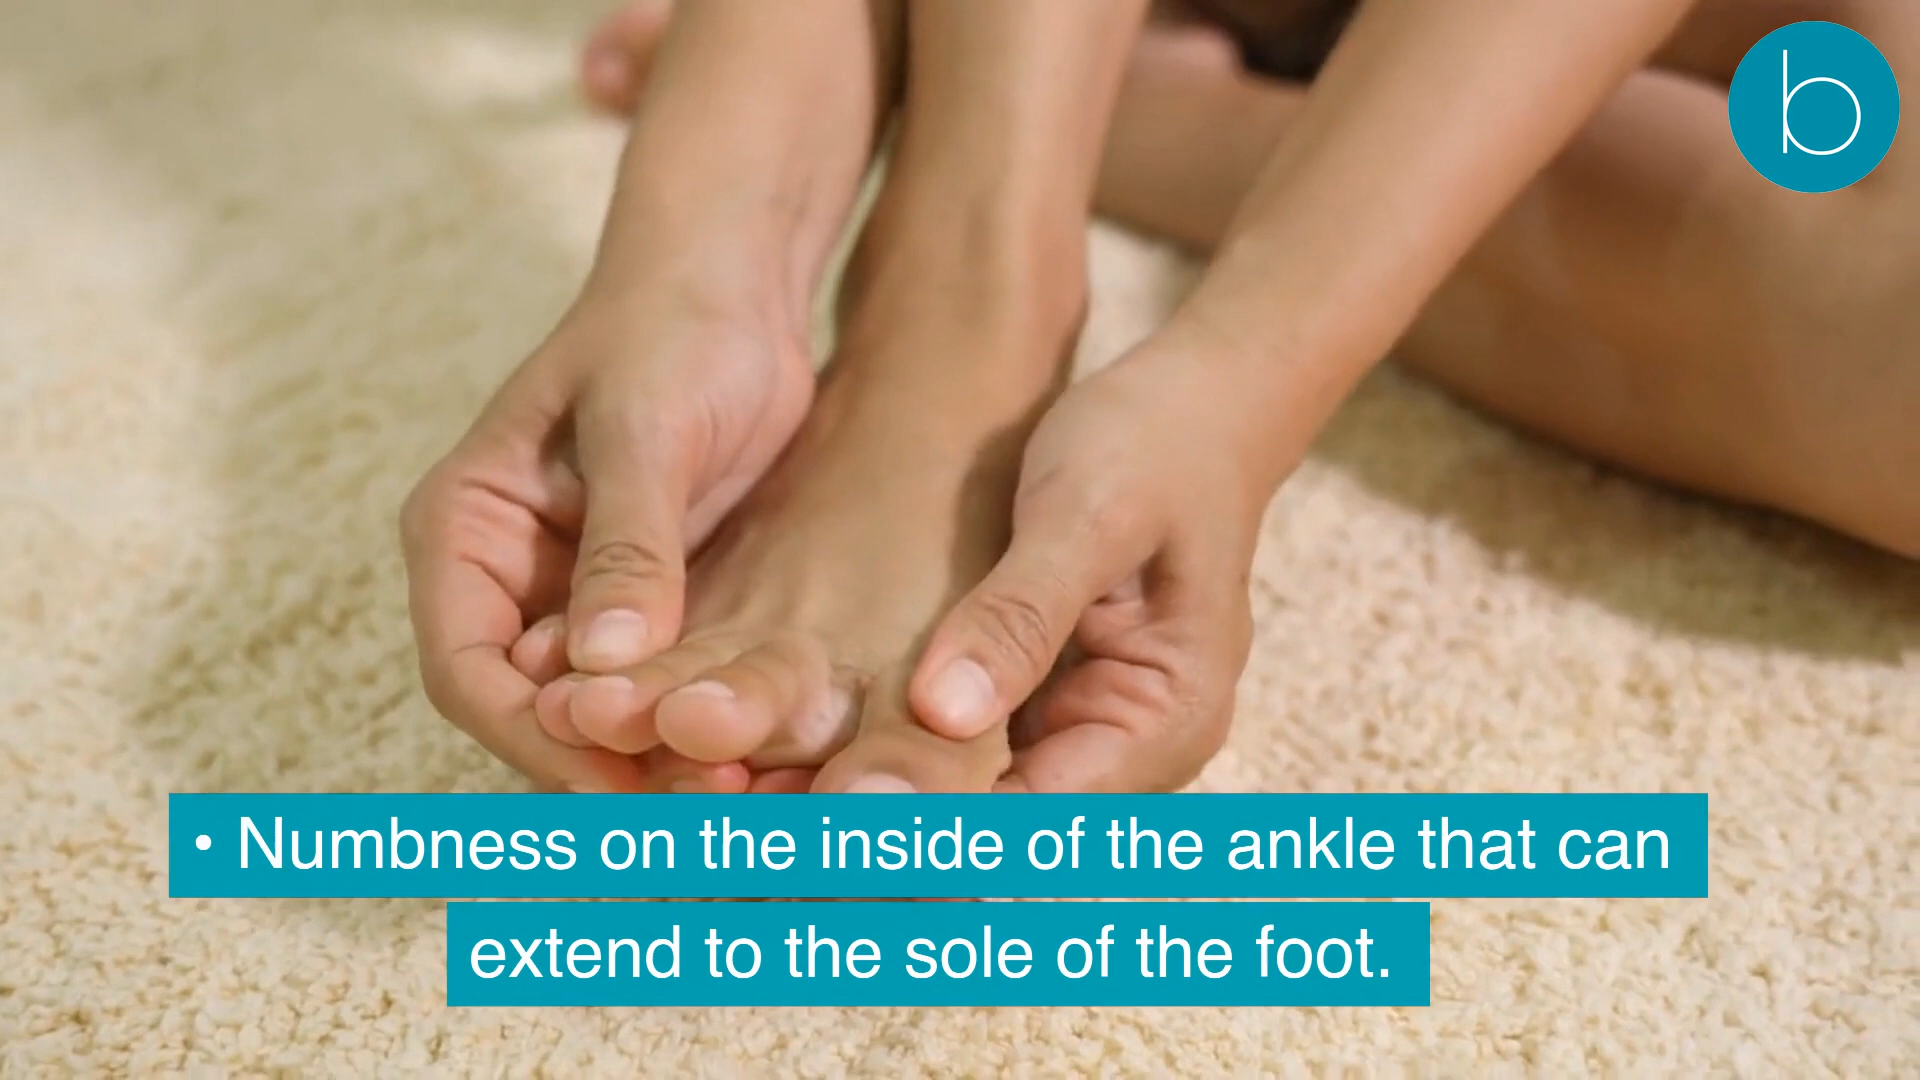 b
• Numbness on the inside of the ankle that can
extend to the sole of the foot.